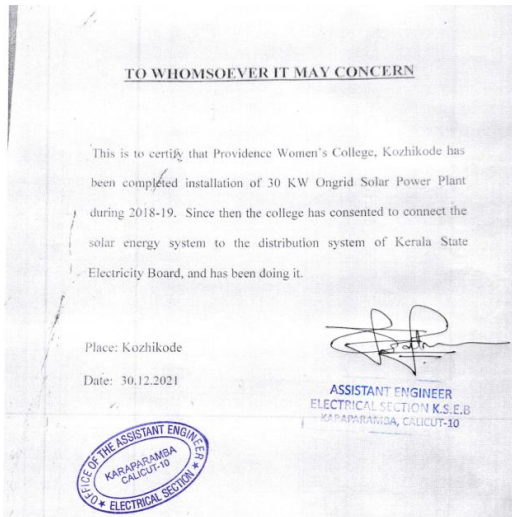 TO WHOMSOEVER IT MAY CONCERN
This is to certify that Providence Women's College, Kozhikode has
been completed installation of 30 KW Ongrid Solar Power Plant
during 2018-19. Since then the college has consented to connect the
solar energy system to the distribution system of Kerala State
Electricity Board, and has been doing it.
Place: Kozhikode
Date: 30.12.2021
ASSISTANT ENGINEER
ELECTRICAL SECTION K.S.E.B
KARAPARAMBA, CALICUT-10
OFFICE OF THE ASSISTANT ENGINEER
KARAPARAMBA
CALICUT-10
★ ELECTRICAL SECTION ★